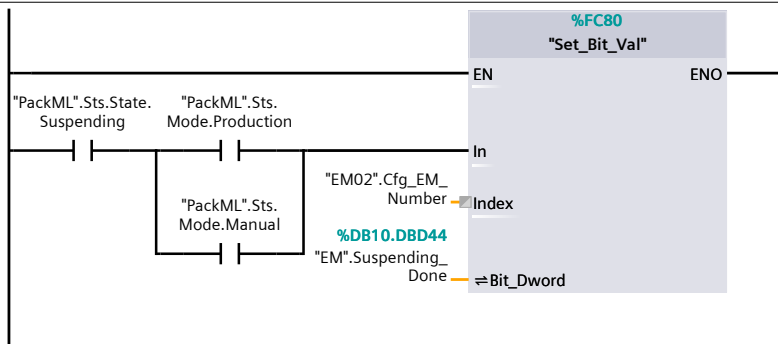 %FC80
"Set_Bit_Val"
EN
ENO
"PackML".Sts.State.
Suspending
"PackML".Sts.
Mode.Production
In
"EM02".Cfg_EM_
Number
Index
"PackML".Sts.
Mode.Manual
%DB10.DBD44
"EM".Suspending_
Done
⇌Bit_Dword